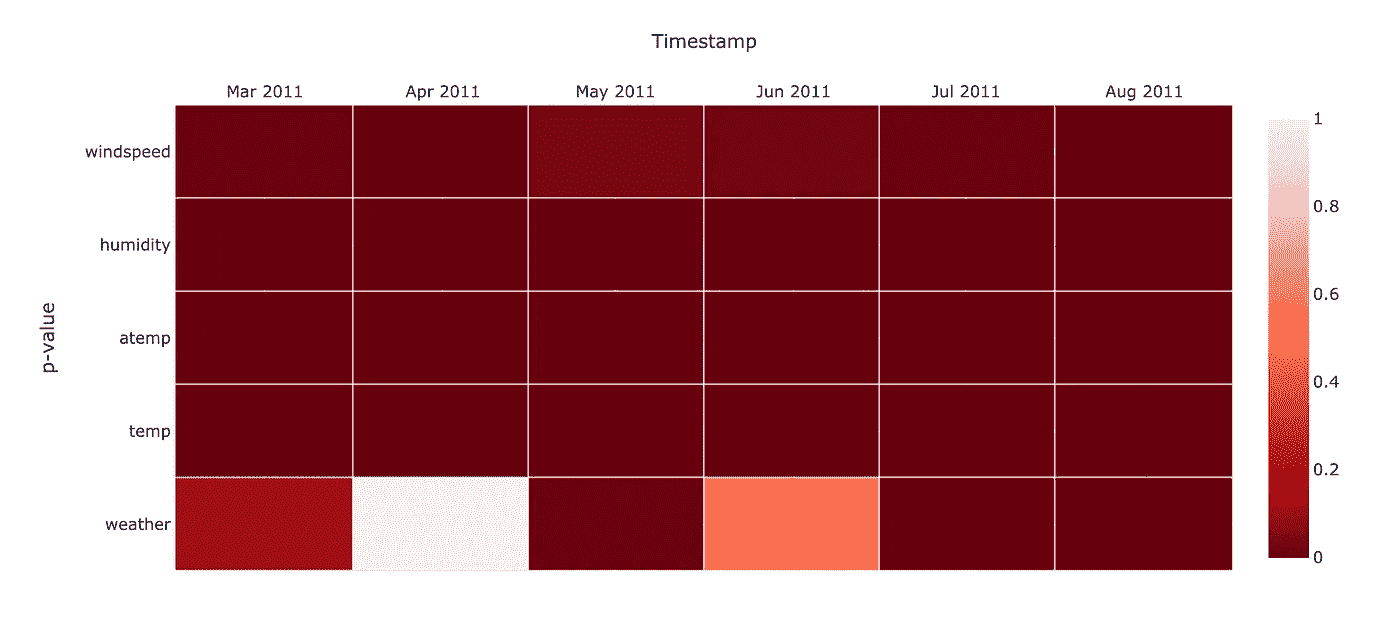 Timestamp
Mar 2011 Apr 2011 May 2011 Jun 2011 Jul 2011 Aug 2011
windspeed
humidity
atemp
temp
weather
p-value
1
0.8
0.6
0.4
0.2
0